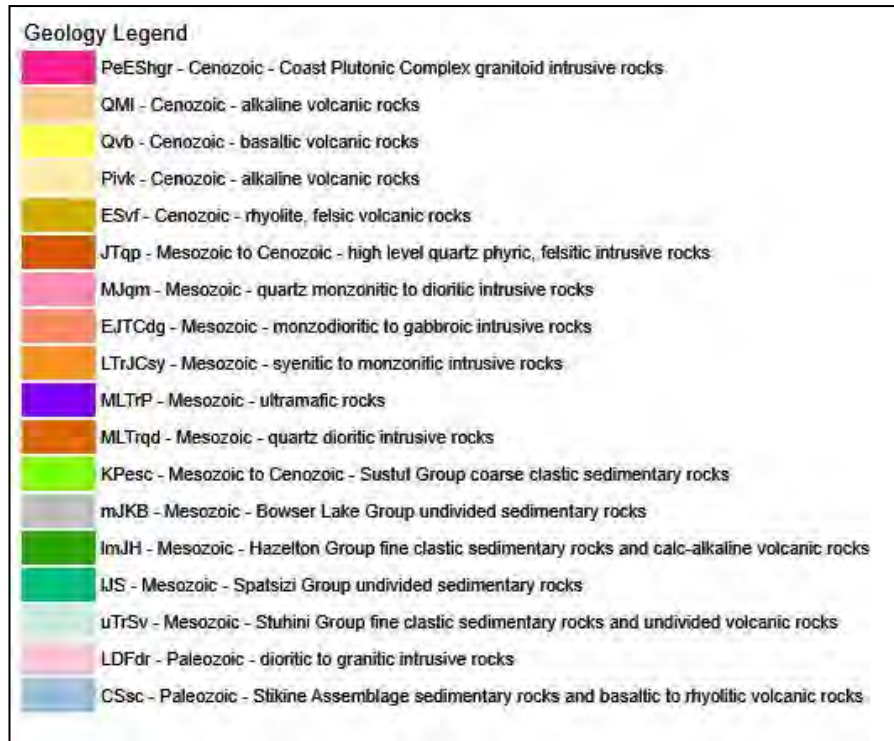 Geology Legend
PeEShgr - Cenozoic - Coast Plutonic Complex granitoid intrusive rocks
QMI - Cenozoic - alkaline volcanic rocks
Qvb - Cenozoic - basaltic volcanic rocks
Pivk - Cenozoic - alkaline volcanic rocks
ESvf - Cenozoic - rhyolite, felsic volcanic rocks
JTqp - Mesozoic to Cenozoic - high level quartz phyric, felsitic intrusive rocks
MJqm - Mesozoic - quartz monzonitic to dioritic intrusive rocks
EJTCdg - Mesozoic - monzodioritic to gabbroic intrusive rocks
LTrJCsy - Mesozoic - syenitic to monzonitic intrusive rocks
MLTrP - Mesozoic - ultramafic rocks
MLTrqd - Mesozoic - quartz dioritic intrusive rocks
KPesc - Mesozoic to Cenozoic - Sustut Group coarse clastic sedimentary rocks
mJKB - Mesozoic - Bowser Lake Group undivided sedimentary rocks
lmJH - Mesozoic - Hazelton Group fine clastic sedimentary rocks and calc-alkaline volcanic rocks
lJS - Mesozoic - Spatsizi Group undivided sedimentary rocks
uTrSv - Mesozoic - Stuhini Group fine clastic sedimentary rocks and undivided volcanic rocks
LDFdr - Paleozoic - dioritic to granitic intrusive rocks
CSsc - Paleozoic - Stikine Assemblage sedimentary rocks and basaltic to rhyolitic volcanic rocks